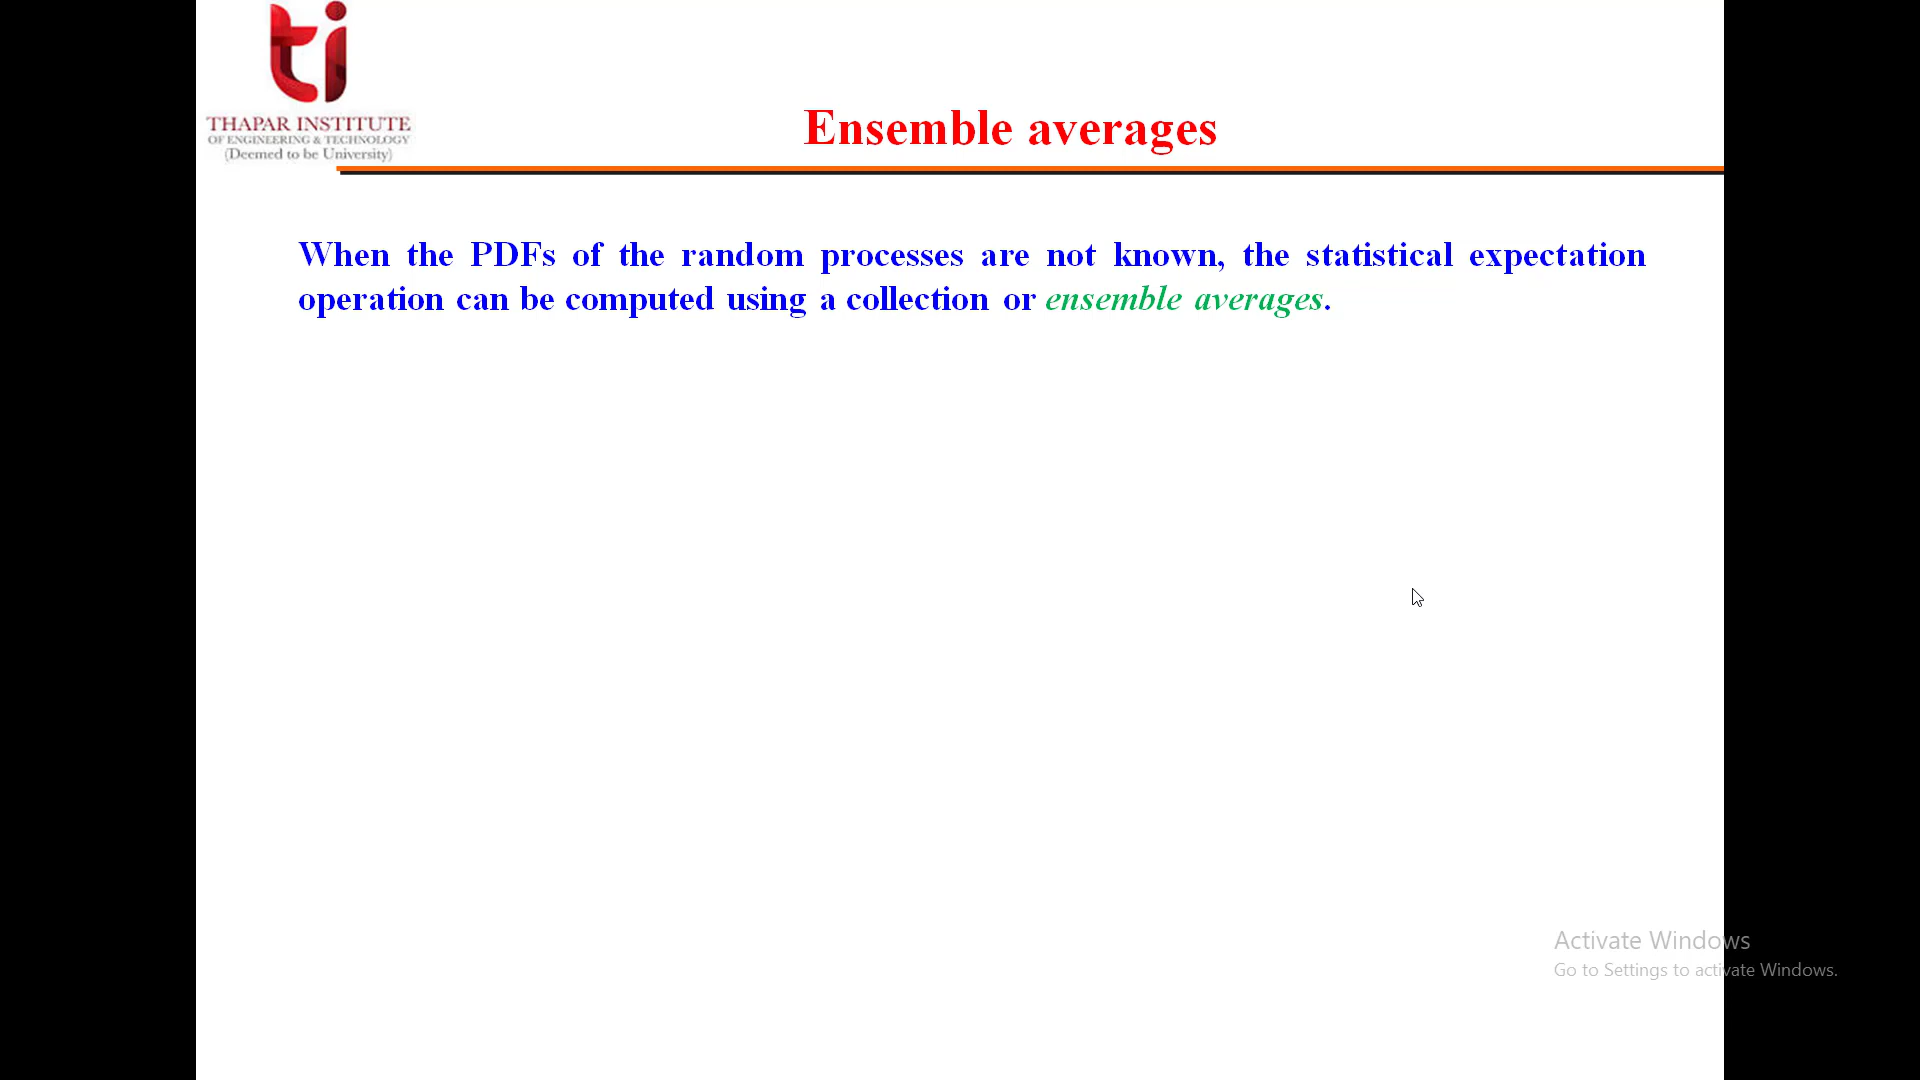 ti
THAPAR INSTITUTE
OF ENGINEERING & TECHNOLOGY
(Deemed to be University)
Ensemble averages
When the PDFs of the random processes are not known, the statistical expectation
operation can be computed using a collection or ensemble averages.
Activate Windows
Go to Settings to activate Windows.